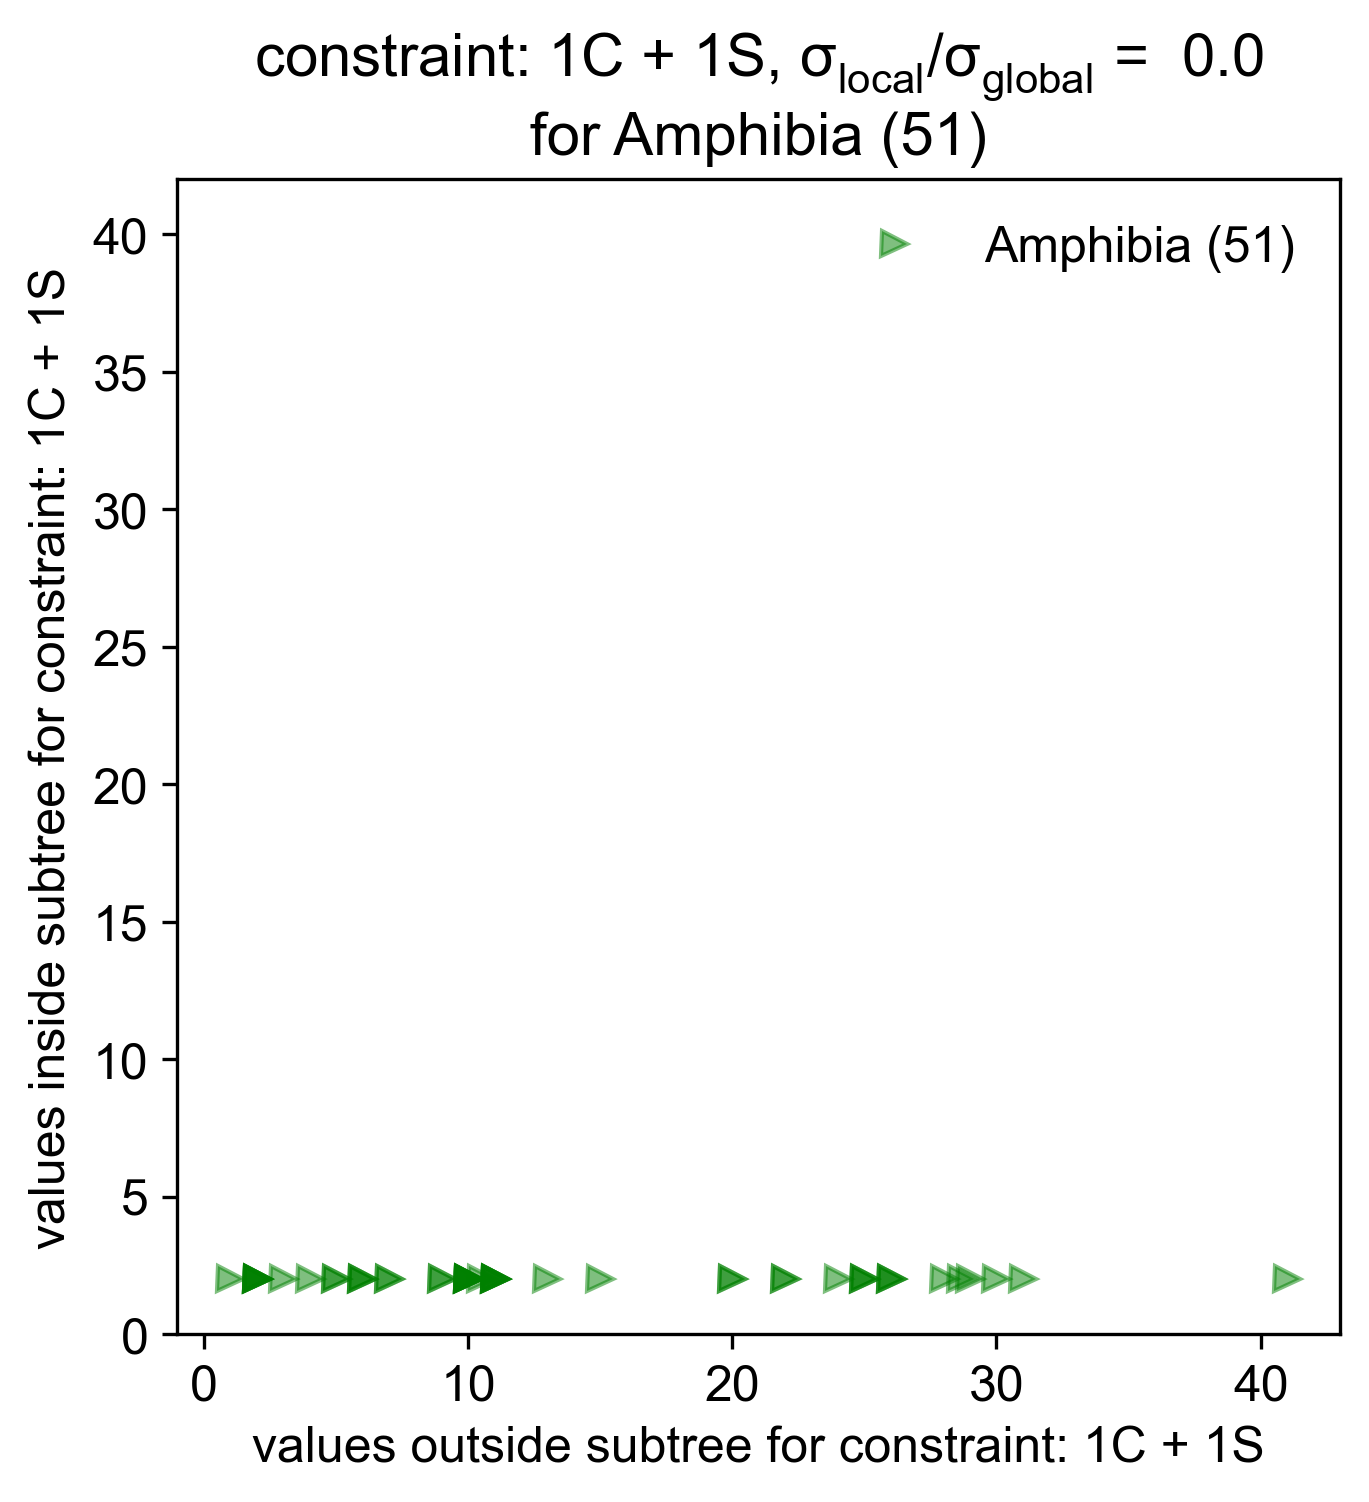 constraint: 1C + 1S, σlocal/σglobal = 0.0
for Amphibia (51)
Amphibia (51)
values inside subtree for constraint: 1C + 1S
40
35
30
25
20
15
10
5
0
0 10 20 30 40
values outside subtree for constraint: 1C + 1S